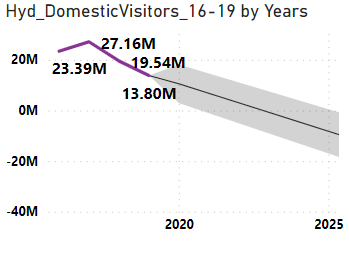 Hyd_DomesticVisitors_16-19 by Years
20M
27.16M
23.39M
19.54M
13.80M
0M
-20M
-40M
2020
2025